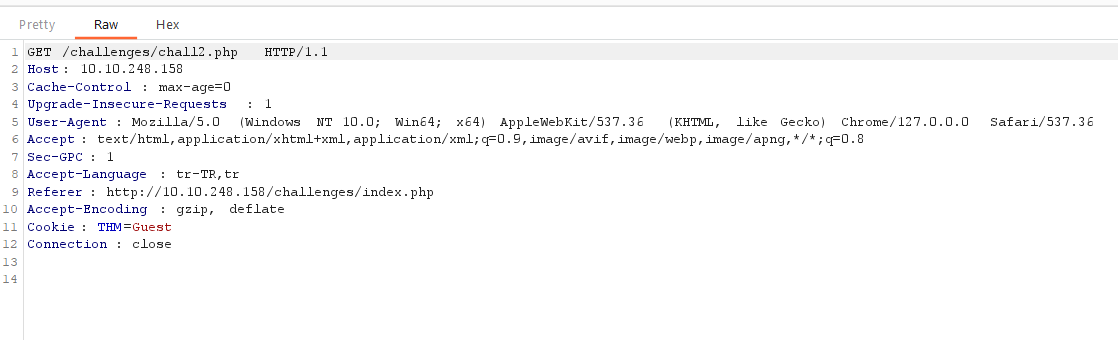 Pretty Raw Hex
1 GET /challenges/chall2.php HTTP/1.1
2 Host : 10.10.248.158
3 Cache-Control : max-age=0
4 Upgrade-Insecure-Requests : 1
5 User-Agent : Mozilla/5.0 (Windows NT 10.0; Win64; x64) AppleWebKit/537.36 (KHTML, like Gecko) Chrome/127.0.0.0 Safari/537.36
6 Accept : text/html,application/xhtml+xml,application/xml;q=0.9,image/avif,image/webp,image/apng,*/*;q=0.8
7 Sec-GPC : 1
8 Accept-Language : tr-TR,tr
9 Referer : http://10.10.248.158/challenges/index.php
10 Accept-Encoding : gzip, deflate
11 Cookie : THM=Guest
12 Connection : close
13
14